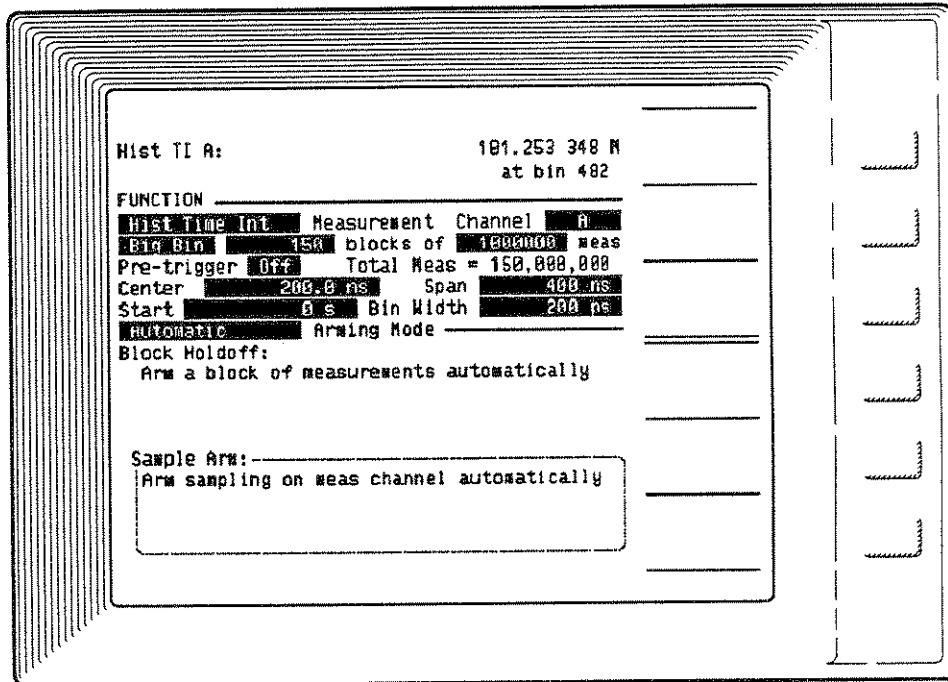 Hist TI A: 181.253 348 M
at bin 482
FUNCTION
Hist Time Int Measurement Channel A
Big Bin 150 blocks of 1000000 meas
Pre-trigger Off Total Meas = 150,000,000
Center 200.0 ns Span 400 ns
Start 0 s Bin Width 200 ps
Automatic Arming Mode
Block Holdoff:
Arm a block of measurements automatically
Sample Arm:
Arm sampling on meas channel automatically